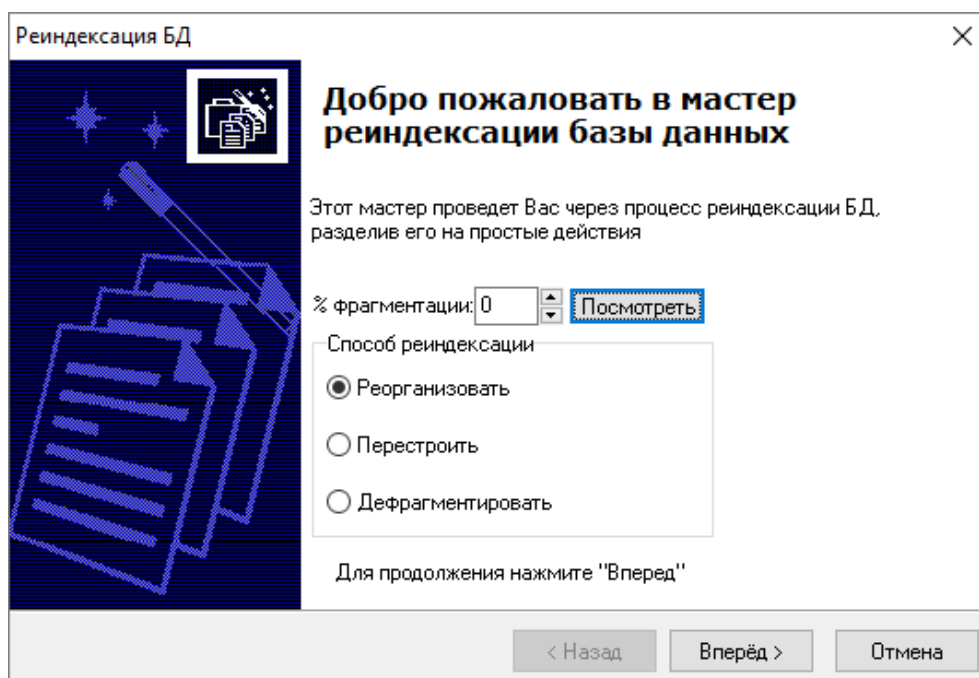 Реиндексация БД
Добро пожаловать в мастер
реиндексации базы данных
Этот мастер проведет Вас через процесс реиндексации БД,
разделив его на простые действия
% фрагментации: 0 Посмотреть
Способ реиндексации
Реорганизовать
Перестроить
Дефрагментировать
Для продолжения нажмите "Вперед"
< Назад Вперёд > Отмена